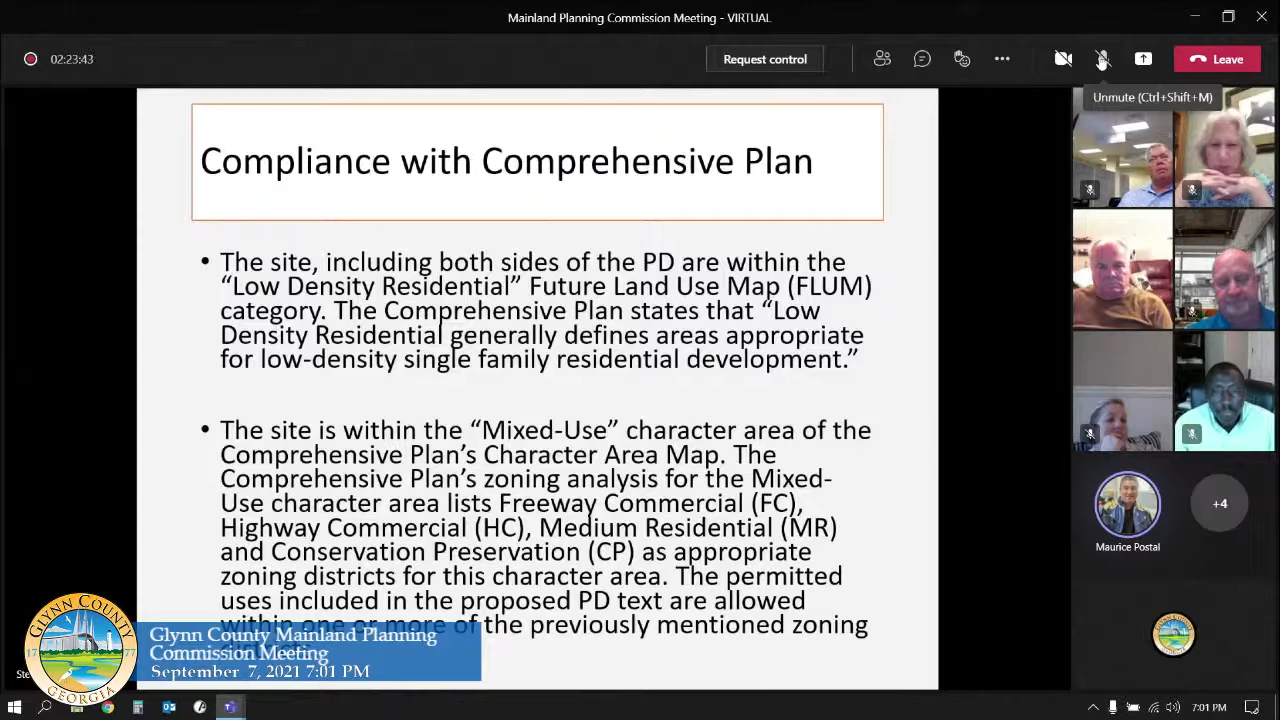 Mainland Planning Commission Meeting - VIRTUAL
02:23:43
Request control
Leave
Unmute (Ctrl+Shift+M)
Compliance with Comprehensive Plan
• The site, including both sides of the PD are within the
“Low Density Residential” Future Land Use Map (FLUM)
category. The Comprehensive Plan states that “Low
Density Residential generally defines areas appropriate
for low-density single family residential development.”
• The site is within the “Mixed-Use” character area of the
Comprehensive Plan’s Character Area Map. The
Comprehensive Plan’s zoning analysis for the Mixed-
Use character area lists Freeway Commercial (FC),
Highway Commercial (HC), Medium Residential (MR)
and Conservation Preservation (CP) as appropriate
zoning districts for this character area. The permitted
uses included in the proposed PD text are allowed
within one or more of the previously mentioned zoning
+4
Maurice Postal
GLYNN COUNTY
1777
GEORGIA
Glynn County Mainland Planning
Commission Meeting
September 7, 2021 7:01 PM
7:01 PM